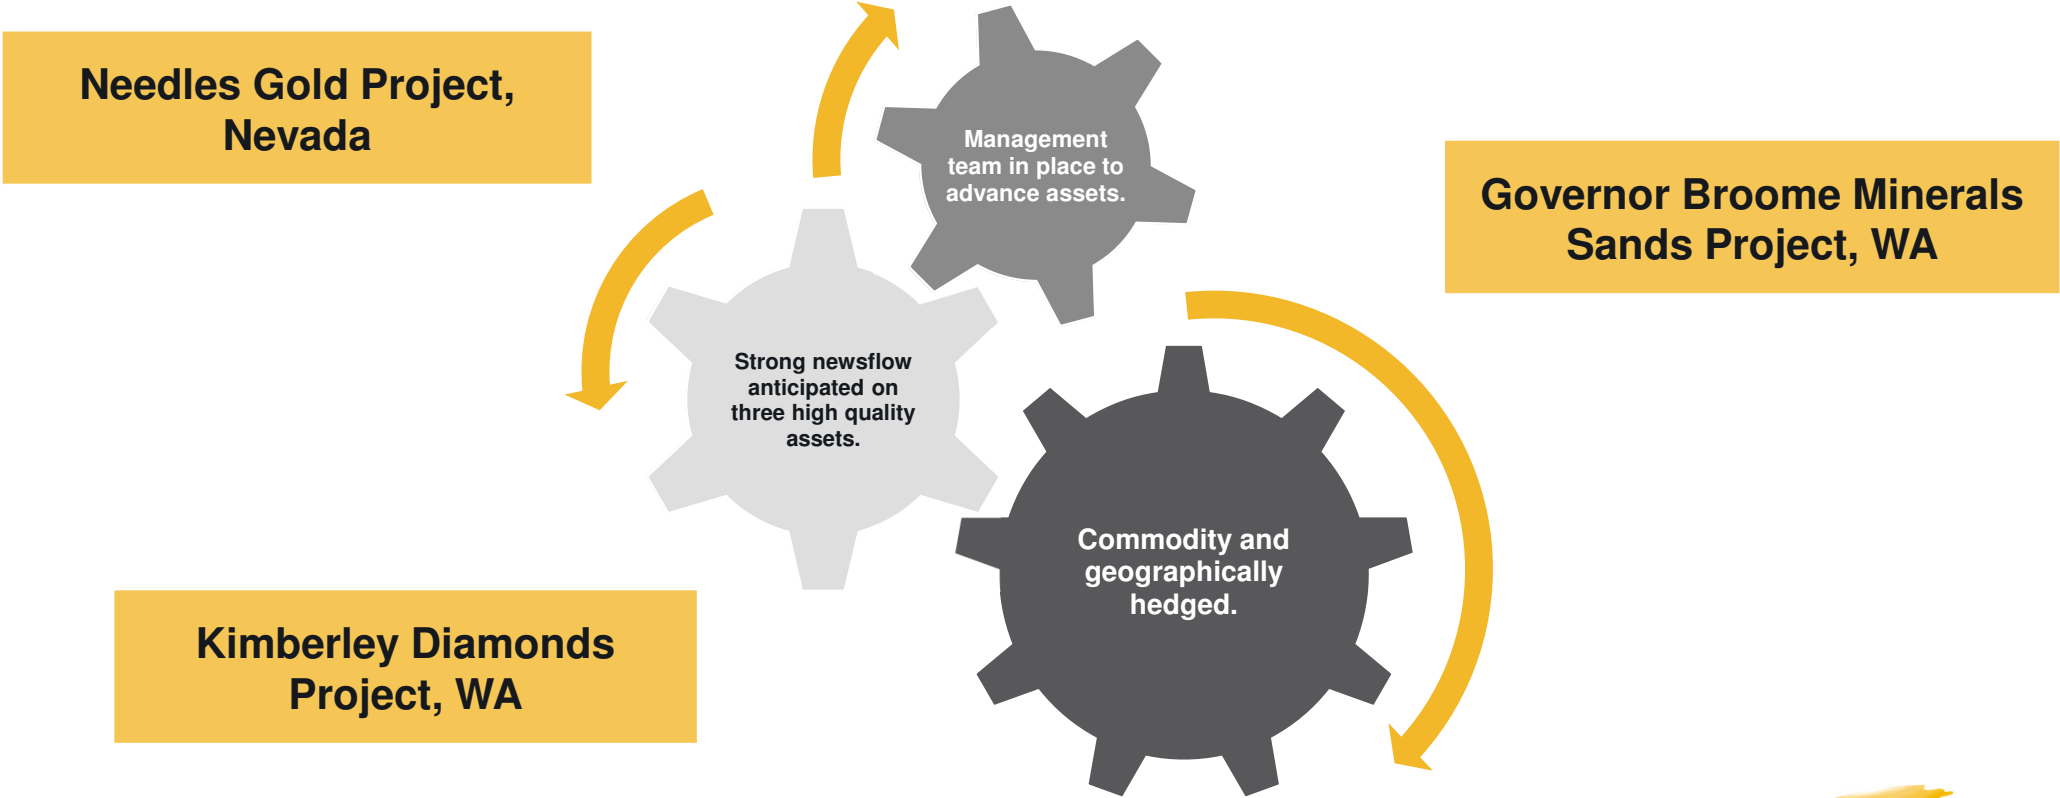 Needles Gold Project,
Nevada
Management
team in place to
advance assets.
Governor Broome Minerals
Sands Project, WA
Strong newsflow
anticipated on
three high quality
assets.
Commodity and
geographically
hedged.
Kimberley Diamonds
Project, WA